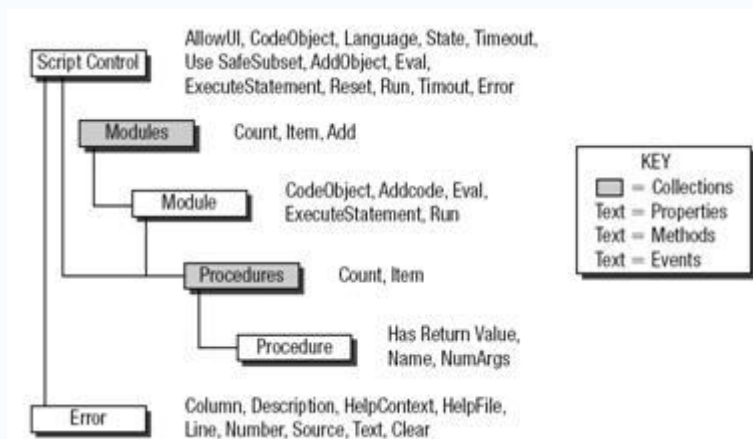 AllowUI, CodeObject, Language, State, Timeout,
Script Control
Use SafeSubset, AddObject, Eval,
ExecuteStatement, Reset, Run, Timout, Error
Modules
Count, Item, Add
KEY
= Collections
Text = Properties
Text = Methods
Text = Events
Module
CodeObject, Addcode, Eval,
ExecuteStatement, Run
Procedures
Count, Item
Procedure
Has Return Value,
Name, NumArgs
Error
Column, Description, HelpContext, HelpFile,
Line, Number, Source, Text, Clear